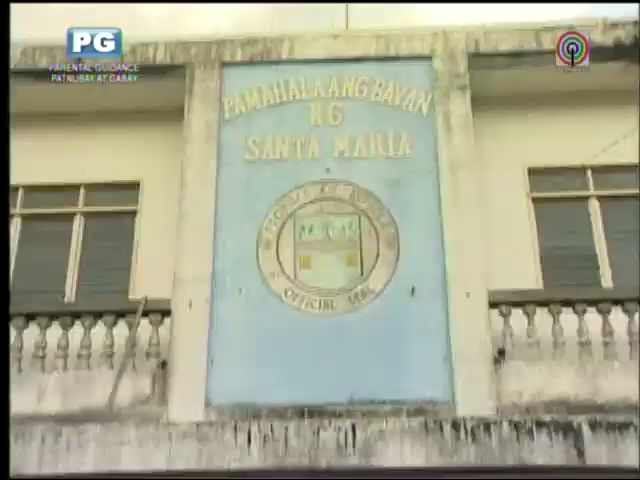 PG
PARENTAL GUIDANCE
PATNUBAY AT GABAY
PAMAHALAANG BAYAN
NG
SANTA MARIA
OFFICIAL SEAL